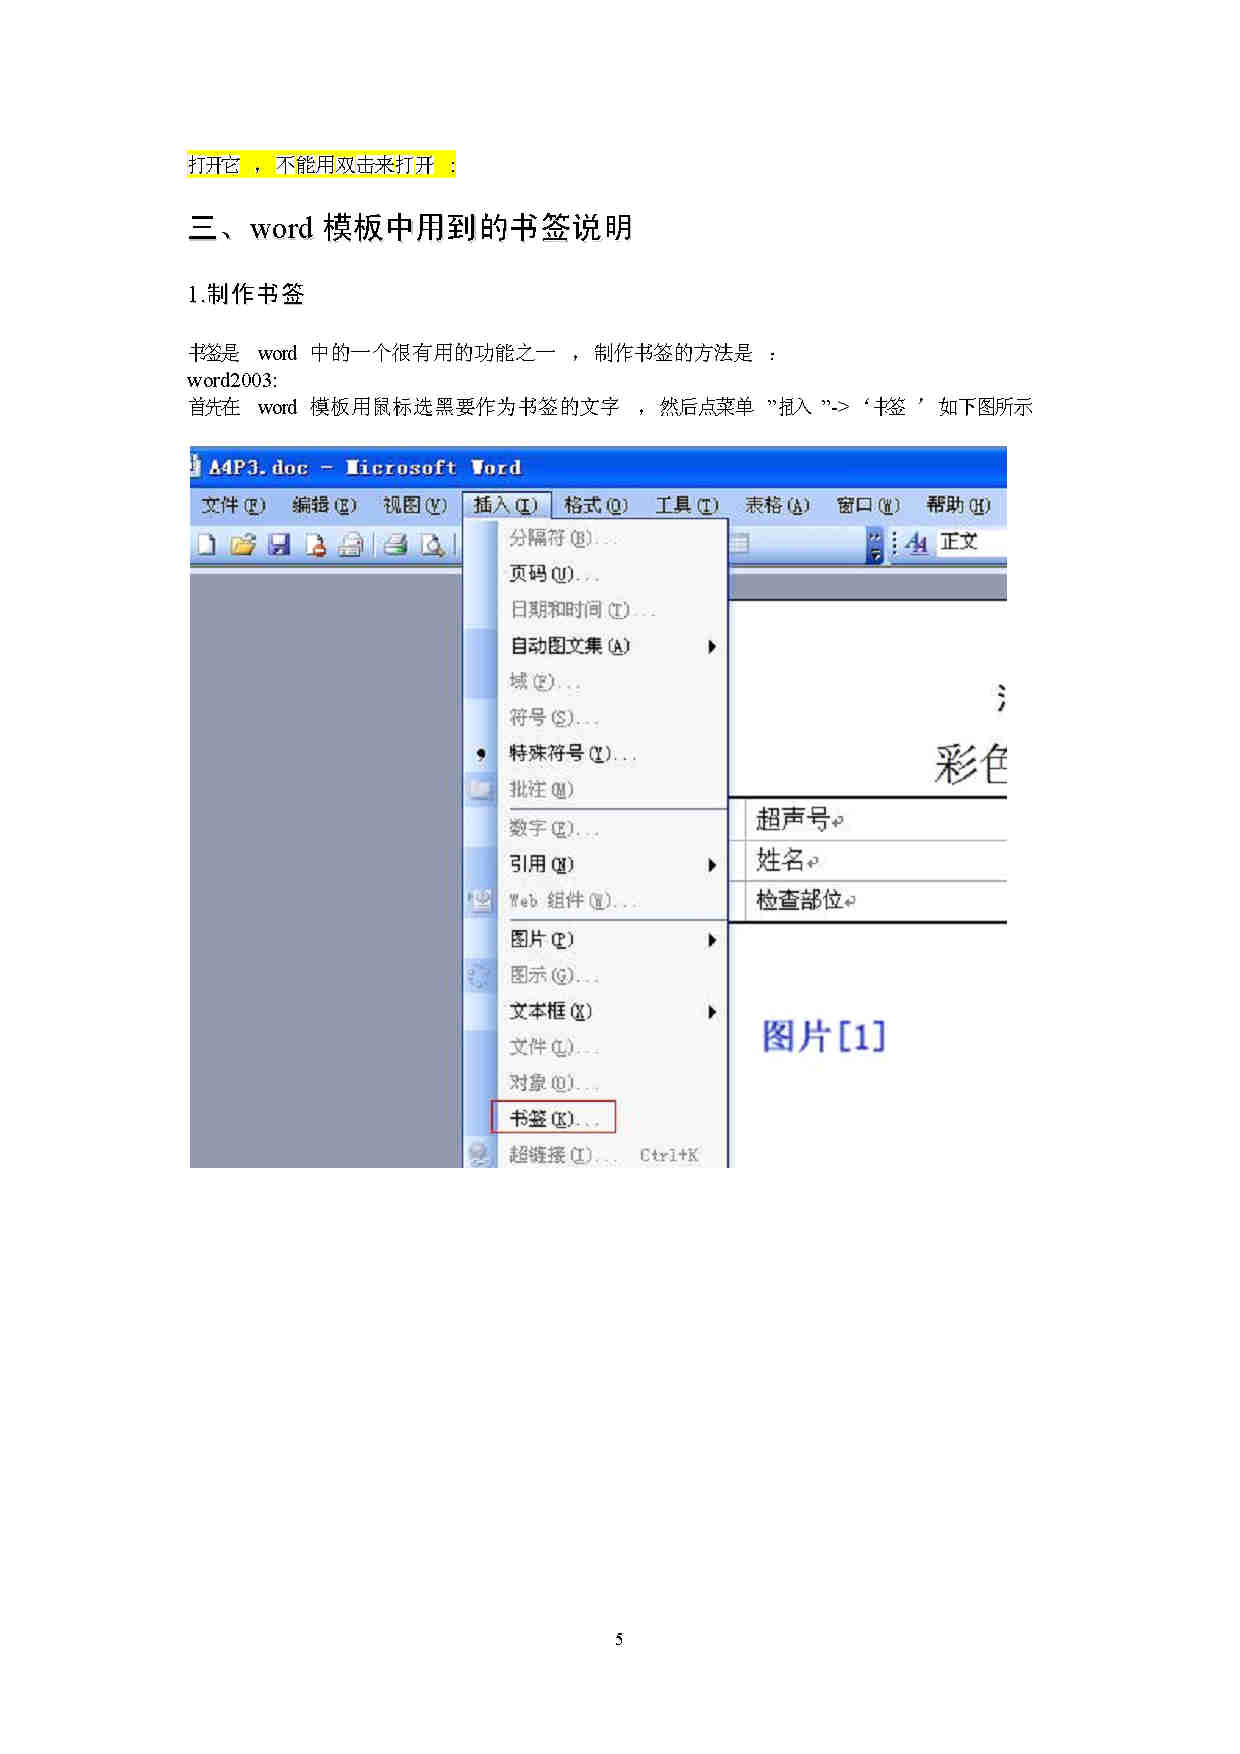 打开它 ，不能用双击来打开 :
三、word 模板中用到的书签说明
1.制作书签
书签是 word 中的一个很有用的功能之一 ，制作书签的方法是 ：
word2003:
首先在 word 模板用鼠标选黑要作为书签的文字 ，然后点菜单 ”插入 ”-> ‘书签 ’ 如下图所示
A4P3.doc - Microsoft Word
文件(F) 编辑(E) 视图(V) 插入(I) 格式(O) 工具(T) 表格(A) 窗口(W) 帮助(H)
正文
分隔符(B)...
页码(U)...
日期和时间(T)...
自动图文集(A)
域(F)...
符号(S)...
特殊符号(Y)...
批注(M)
数字(E)...
引用(N)
Web 组件(W)...
图片(P)
图示(G)...
文本框(X)
文件(L)...
对象(O)...
书签(K)...
超链接(I)... Ctrl+K
彩色
超声号
姓名
检查部位
图片[1]
5